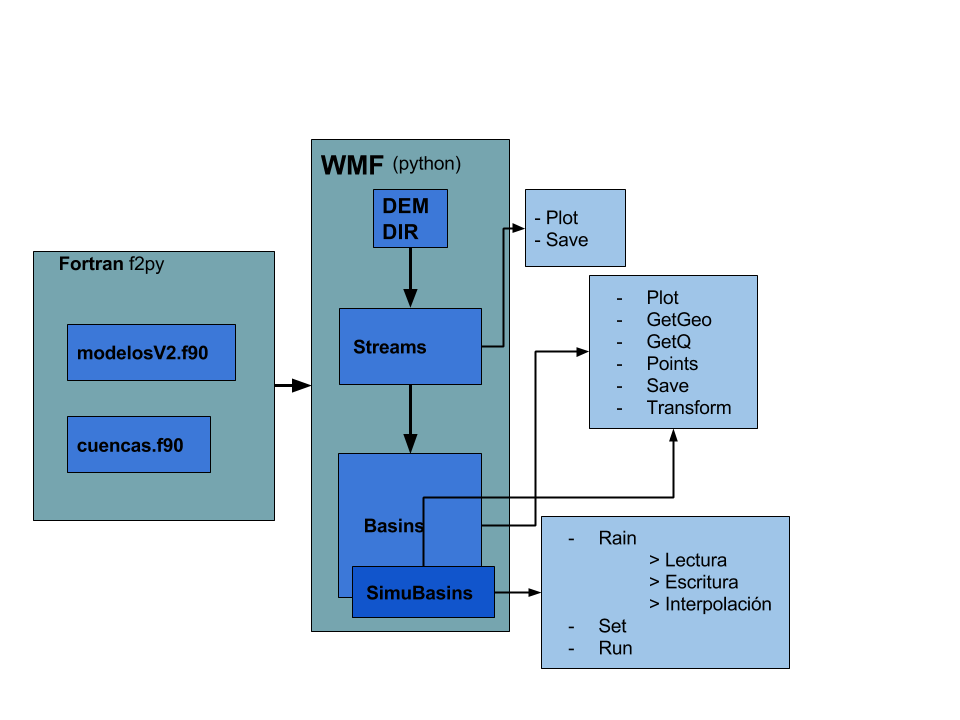 WMF (python)
DEM
DIR
- Plot
- Save
Fortran f2py
modelosV2.f90
cuencas.f90
Streams
- Plot
- GetGeo
- GetQ
- Points
- Save
- Transform
Basins
SimuBasins
- Rain
> Lectura
> Escritura
> Interpolación
- Set
- Run